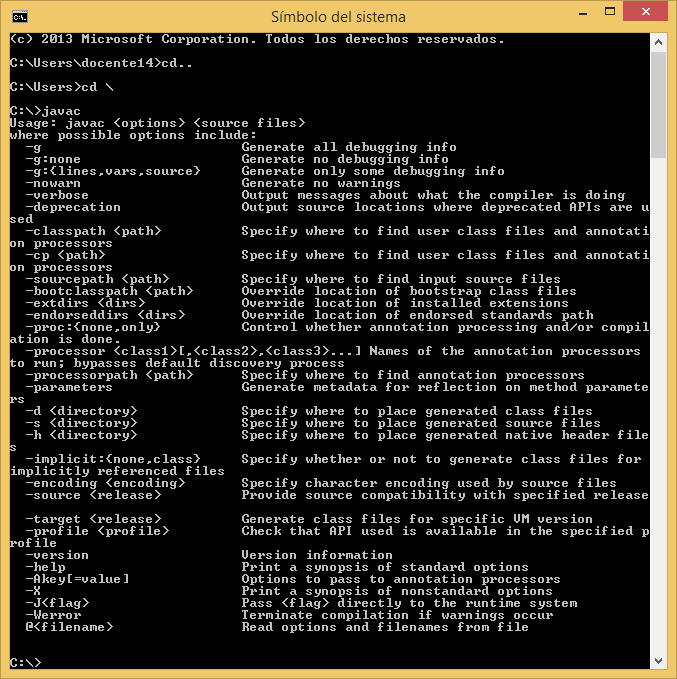 Símbolo del sistema
(c) 2013 Microsoft Corporation. Todos los derechos reservados.
C:\Users\docente14>cd..
C:\Users>cd \
C:\>javac
Usage: javac <options> <source files>
where possible options include:
  -g                         Generate all debugging info
  -g:none                    Generate no debugging info
  -g:{lines,vars,source}     Generate only some debugging info
  -nowarn                    Generate no warnings
  -verbose                   Output messages about what the compiler is doing
  -deprecation               Output source locations where deprecated APIs are u
sed
  -classpath <path>          Specify where to find user class files and annotati
on processors
  -cp <path>                 Specify where to find user class files and annotati
on processors
  -sourcepath <path>         Specify where to find input source files
  -bootclasspath <path>      Override location of bootstrap class files
  -extdirs <dirs>            Override location of installed extensions
  -endorseddirs <dirs>       Override location of endorsed standards path
  -proc:{none,only}          Control whether annotation processing and/or compil
ation is done.
  -processor <class1>[,<class2>,<class3>...] Names of the annotation processors
to run; bypasses default discovery process
  -processorpath <path>      Specify where to find annotation processors
  -parameters                Generate metadata for reflection on method paramete
rs
  -d <directory>             Specify where to place generated class files
  -s <directory>             Specify where to place generated source files
  -h <directory>             Specify where to place generated native header file
s
  -implicit:{none,class}     Specify whether or not to generate class files for
implicitly referenced files
  -encoding <encoding>       Specify character encoding used by source files
  -source <release>          Provide source compatibility with specified release
  -target <release>          Generate class files for specific VM version
  -profile <profile>         Check that API used is available in the specified p
rofile
  -version                   Version information
  -help                      Print a synopsis of standard options
  -Akey[=value]              Options to pass to annotation processors
  -X                         Print a synopsis of nonstandard options
  -J<flag>                   Pass <flag> directly to the runtime system
  -Werror                    Terminate compilation if warnings occur
  @<filename>                Read options and filenames from file
C:\>